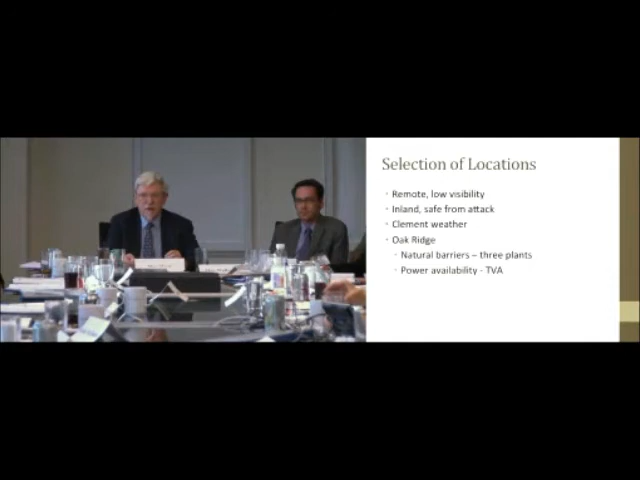 Selection of Locations
Remote, low visibility
Inland, safe from attack
Clement weather
Oak Ridge
Natural barriers – three plants
Power availability - TVA